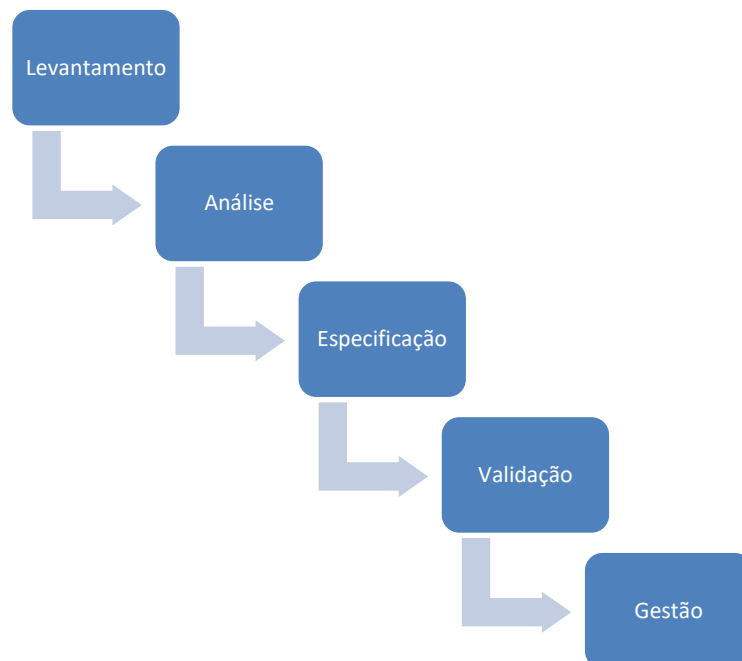 Levantamento
Análise
Especificação
Validação
Gestão